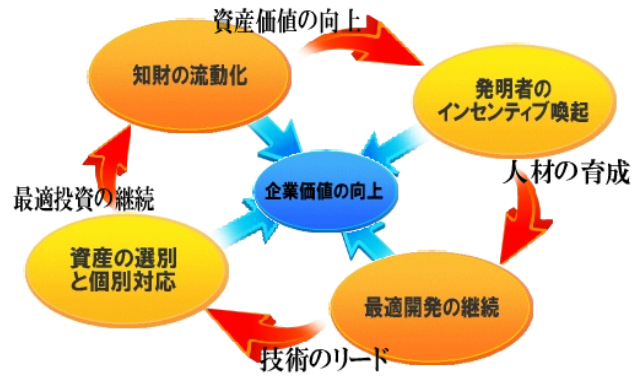 資産価値の向上
知財の流動化
発明者の
インセンティブ喚起
人材の育成
企業価値の向上
最適投資の継続
資産の選別
と個別対応
最適開発の継続
技術のリード